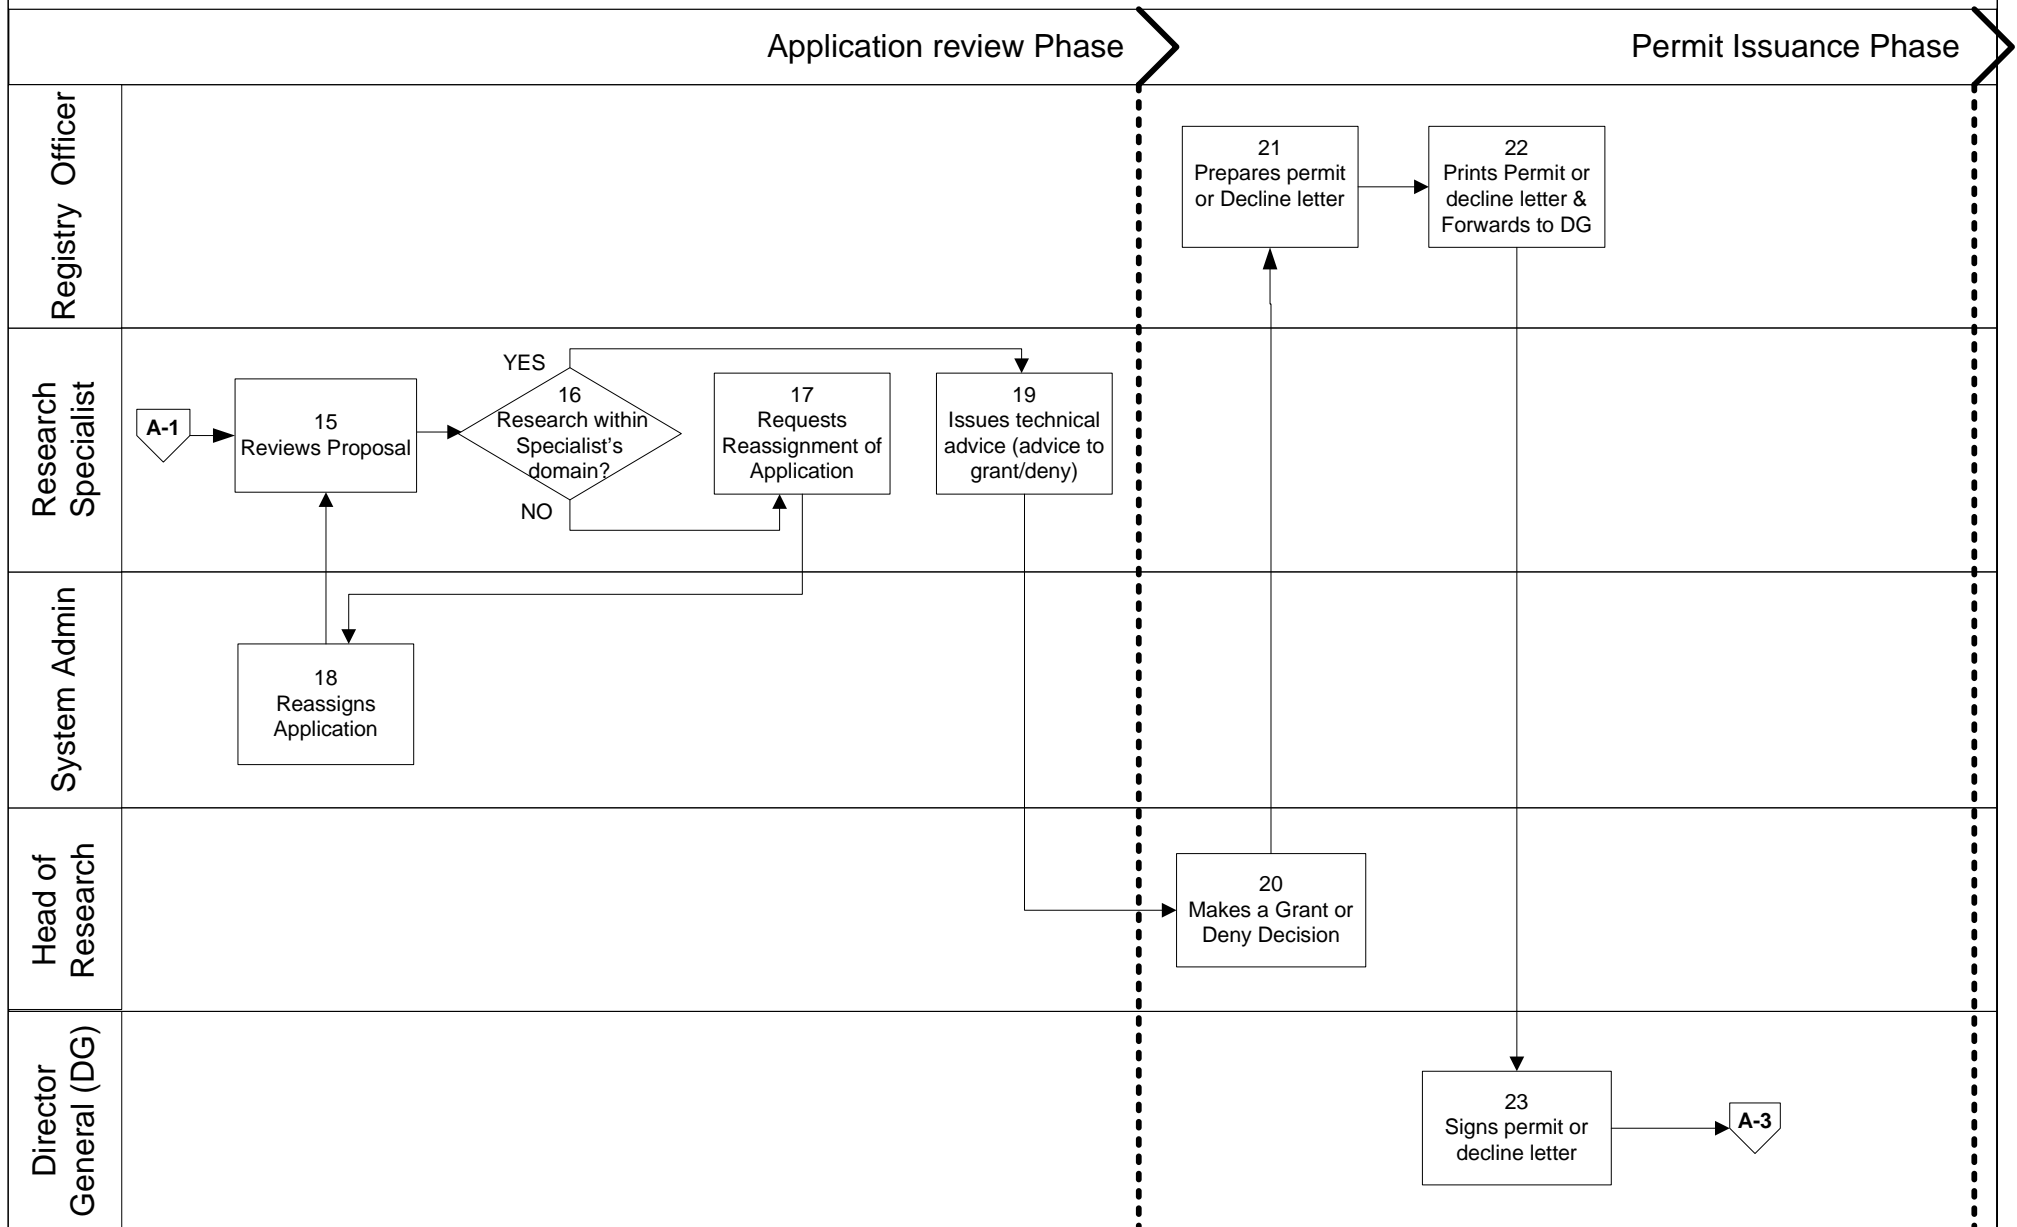 Application review Phase
Permit Issuance Phase
Registry Officer
21
Prepares permit
or Decline letter
22
Prints Permit or
decline letter &
Forwards to DG
Research
Specialist
A-1
15
Reviews Proposal
YES
16
Research within
Specialist's
domain?
NO
17
Requests
Reassignment of
Application
19
Issues technical
advice (advice to
grant/deny)
System Admin
18
Reassigns
Application
Head of
Research
20
Makes a Grant or
Deny Decision
Director
General (DG)
23
Signs permit or
decline letter
A-3